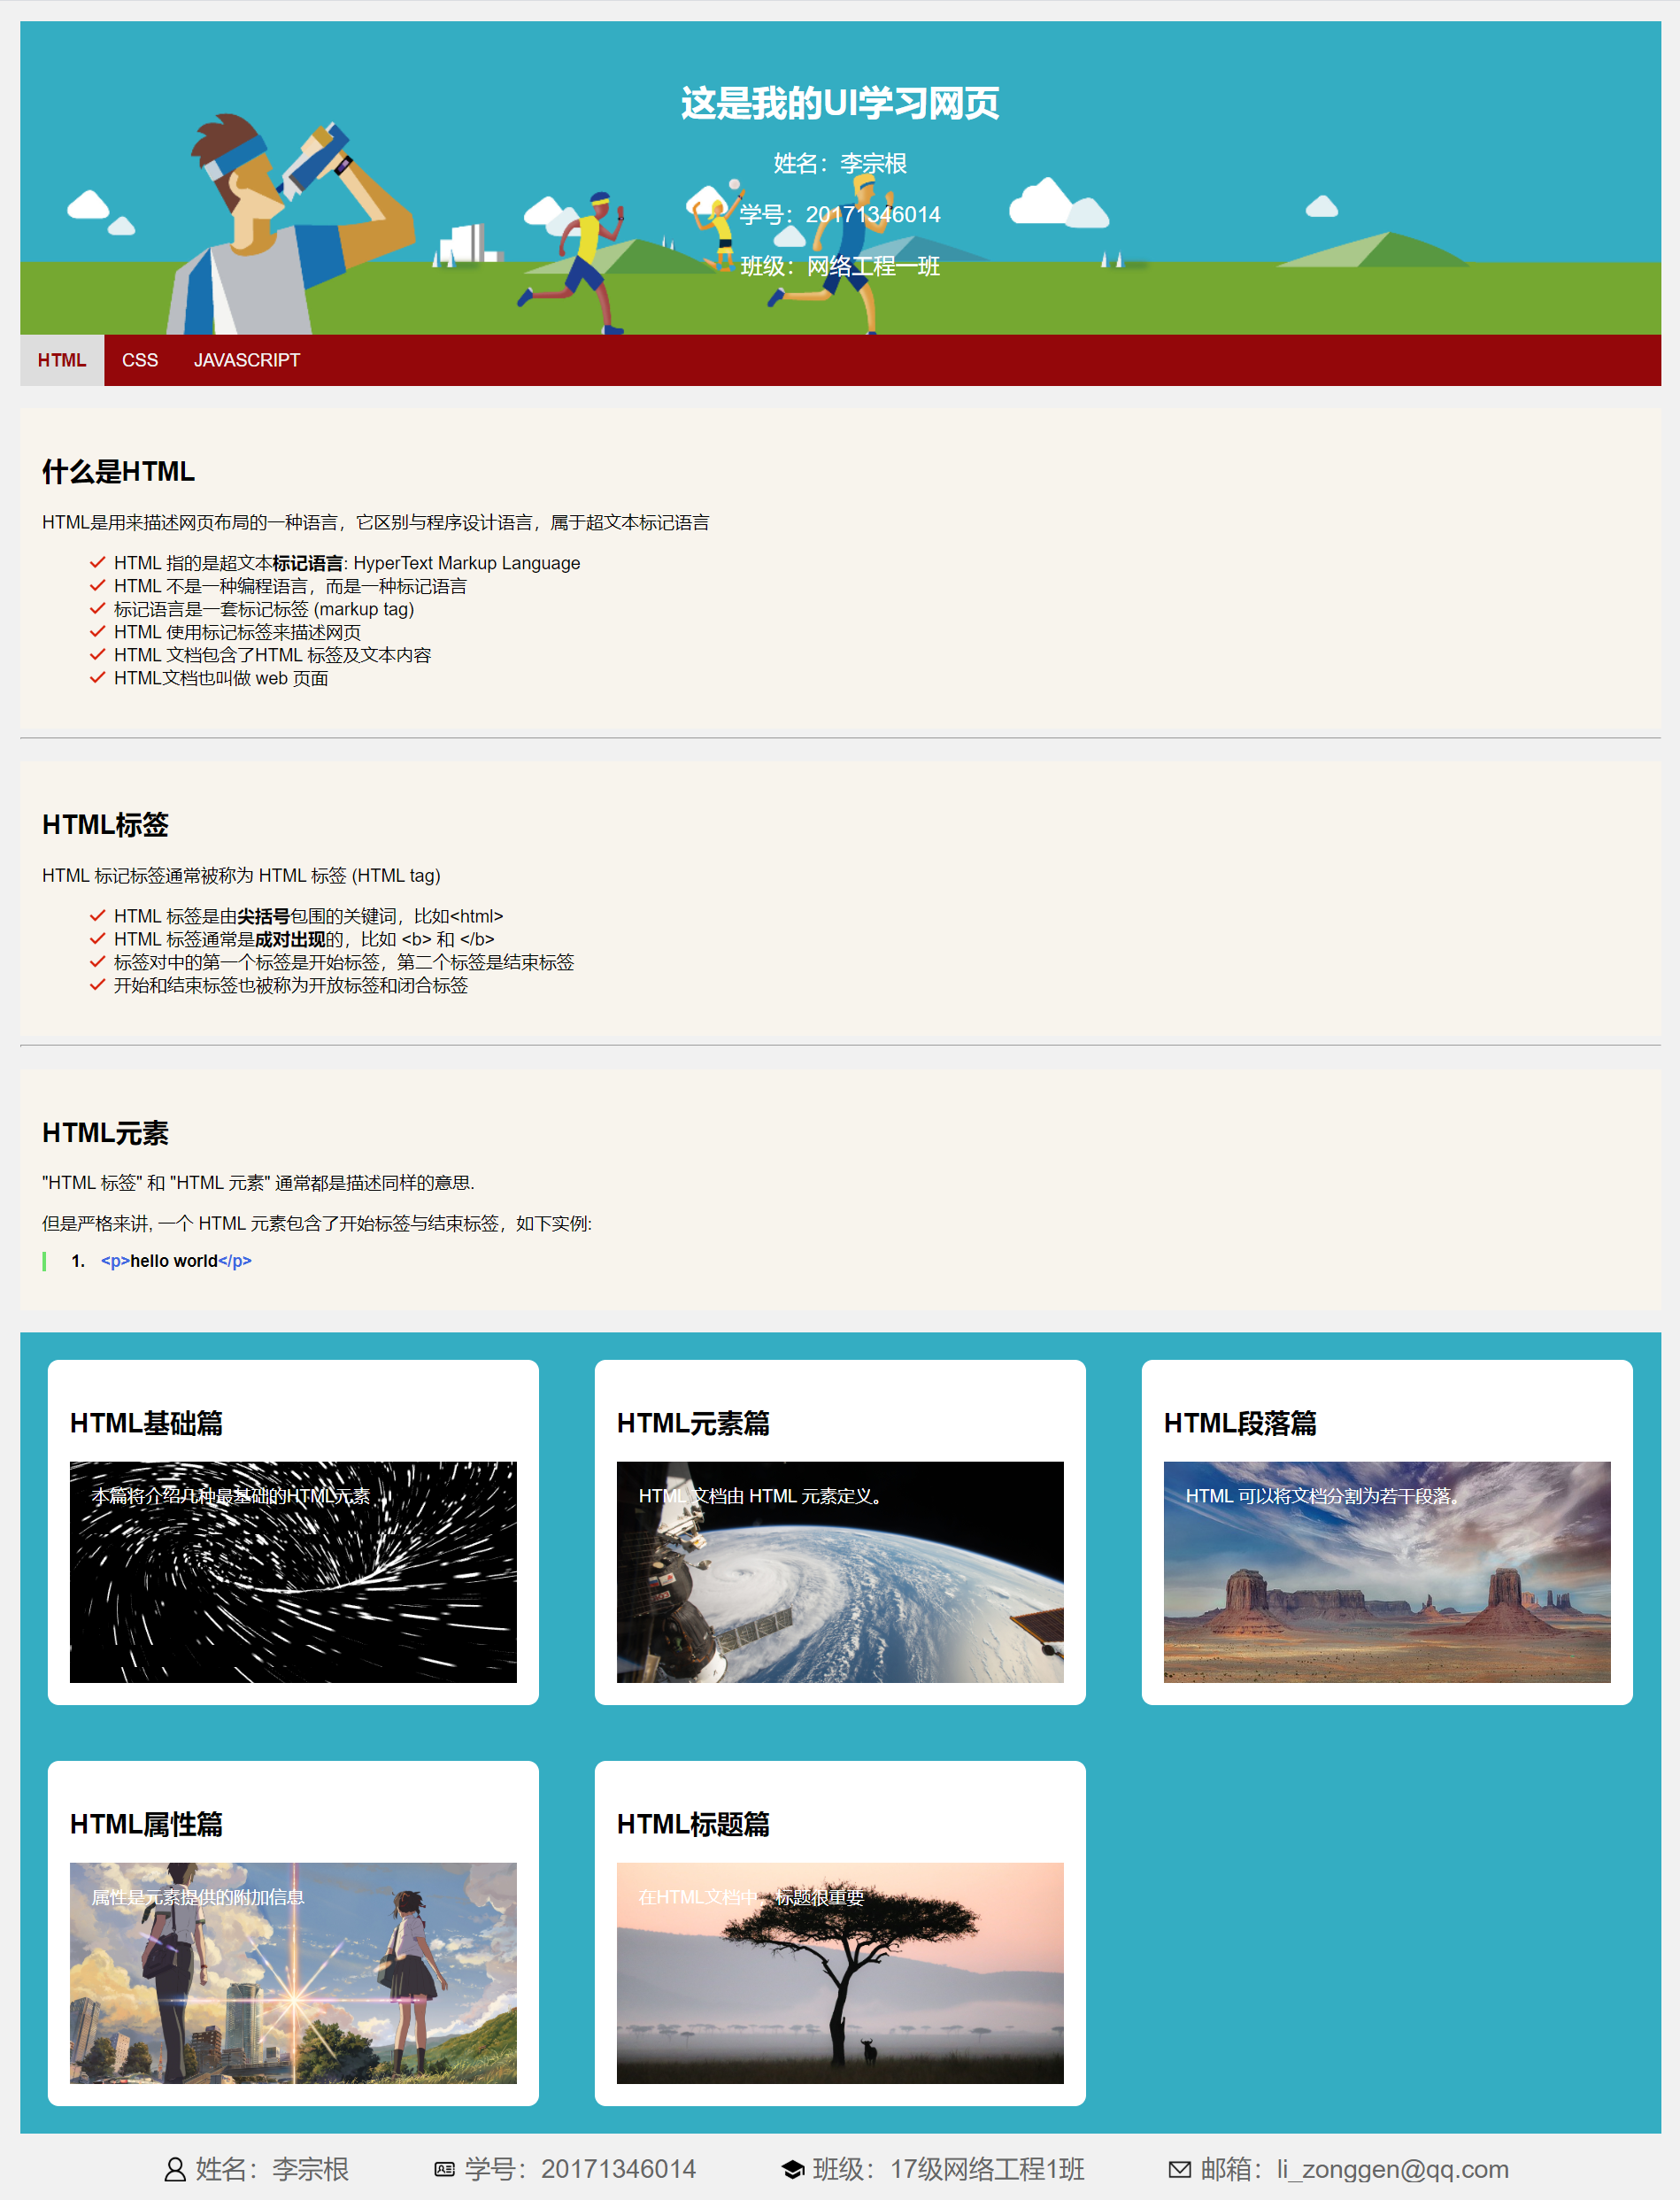 这是我的UI学习网页
姓名：李宗根
学号：20171346014
班级：网络工程一班
HTML CSS JAVASCRIPT
什么是HTML
HTML是用来描述网页布局的一种语言，它区别与程序设计语言，属于超文本标记语言
HTML 指的是超文本标记语言: HyperText Markup Language
HTML 不是一种编程语言，而是一种标记语言
标记语言是一套标记标签 (markup tag)
HTML 使用标记标签来描述网页
HTML 文档包含了HTML 标签及文本内容
HTML文档也叫做 web 页面
HTML标签
HTML 标记标签通常被称为 HTML 标签 (HTML tag)
HTML 标签是由尖括号包围的关键词，比如<html>
HTML 标签通常是成对出现的，比如 <b> 和 </b>
标签对中的第一个标签是开始标签，第二个标签是结束标签
开始和结束标签也被称为开放标签和闭合标签
HTML元素
"HTML 标签" 和 "HTML 元素" 通常都是描述同样的意思.
但是严格来讲, 一个 HTML 元素包含了开始标签与结束标签，如下实例:
1. <p>hello world</p>
HTML基础篇
本篇将介绍几种最基础的HTML元素
HTML元素篇
HTML 文档由 HTML 元素定义。
HTML段落篇
HTML 可以将文档分割为若干段落。
HTML属性篇
属性是元素提供的附加信息
HTML标题篇
在HTML文档中，标题很重要
姓名：李宗根 学号：20171346014 班级：17级网络工程1班 邮箱：li_zonggen@qq.com